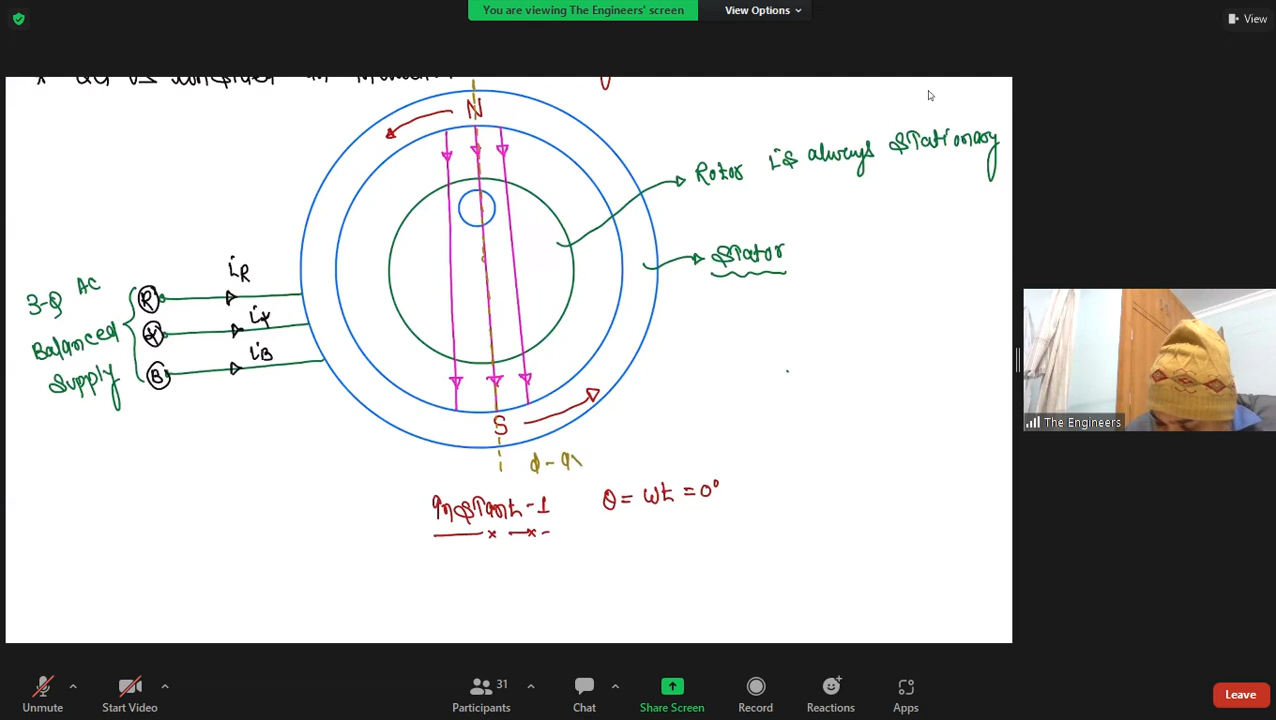 You are viewing The Engineers' screen
View Options
View
N
Rotor is always stationary
Stator
3-Φ AC
Balanced
Supply
R
Y
B
iR
iY
iB
S
Instant-1
θ = ωt = 0°
The Engineers
Unmute
Start Video
31
Participants
Chat
Share Screen
Record
Reactions
Apps
Leave